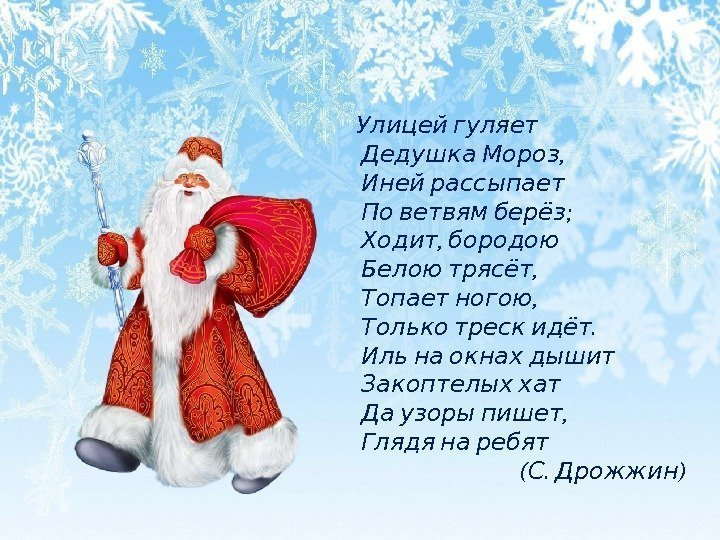 Улицей гуляет
Дедушка Мороз,
Иней рассыпает
По ветвям берёз;
Ходит, бородою
Белою трясёт,
Топает ногою,
Только треск идёт.
Иль на окнах дышит
Закоптелых хат
Да узоры пишет,
Глядя на ребят
(С. Дрожжин)